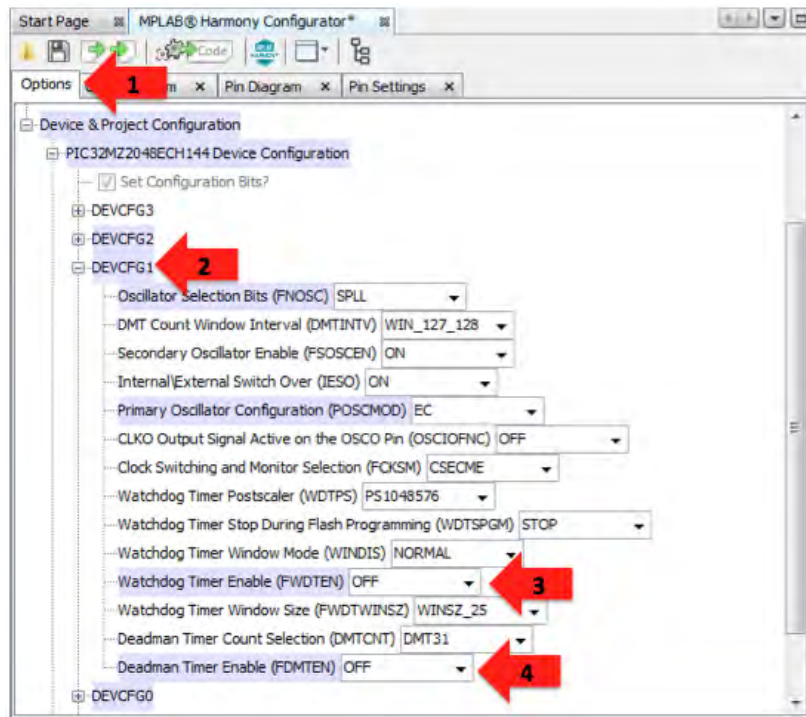 Start Page MPLAB® Harmony Configurator*
Code
Options 1 m Pin Diagram Pin Settings
Device & Project Configuration
PIC32MZ2048ECH144 Device Configuration
Set Configuration Bits?
DEVCFG3
DEVCFG2
DEVCFG1 2
Oscillator Selection Bits (FNOSC) SPLL
DMT Count Window Interval (DMTINTV) WIN_127_128
Secondary Oscillator Enable (FSOSCEN) ON
Internal\External Switch Over (IESO) ON
Primary Oscillator Configuration (POSCMOD) EC
CLKO Output Signal Active on the OSCO Pin (OSCIOFNC) OFF
Clock Switching and Monitor Selection (FCKSM) CSECME
Watchdog Timer Postscaler (WDTPS) PS1048576
Watchdog Timer Stop During Flash Programming (WDTSPGM) STOP
Watchdog Timer Window Mode (WINDIS) NORMAL
Watchdog Timer Enable (FWDTEN) OFF 3
Watchdog Timer Window Size (FWDTWINSZ) WINSZ_25
Deadman Timer Count Selection (DMTCNT) DMT31
Deadman Timer Enable (FDMTEN) OFF 4
DEVCFG0